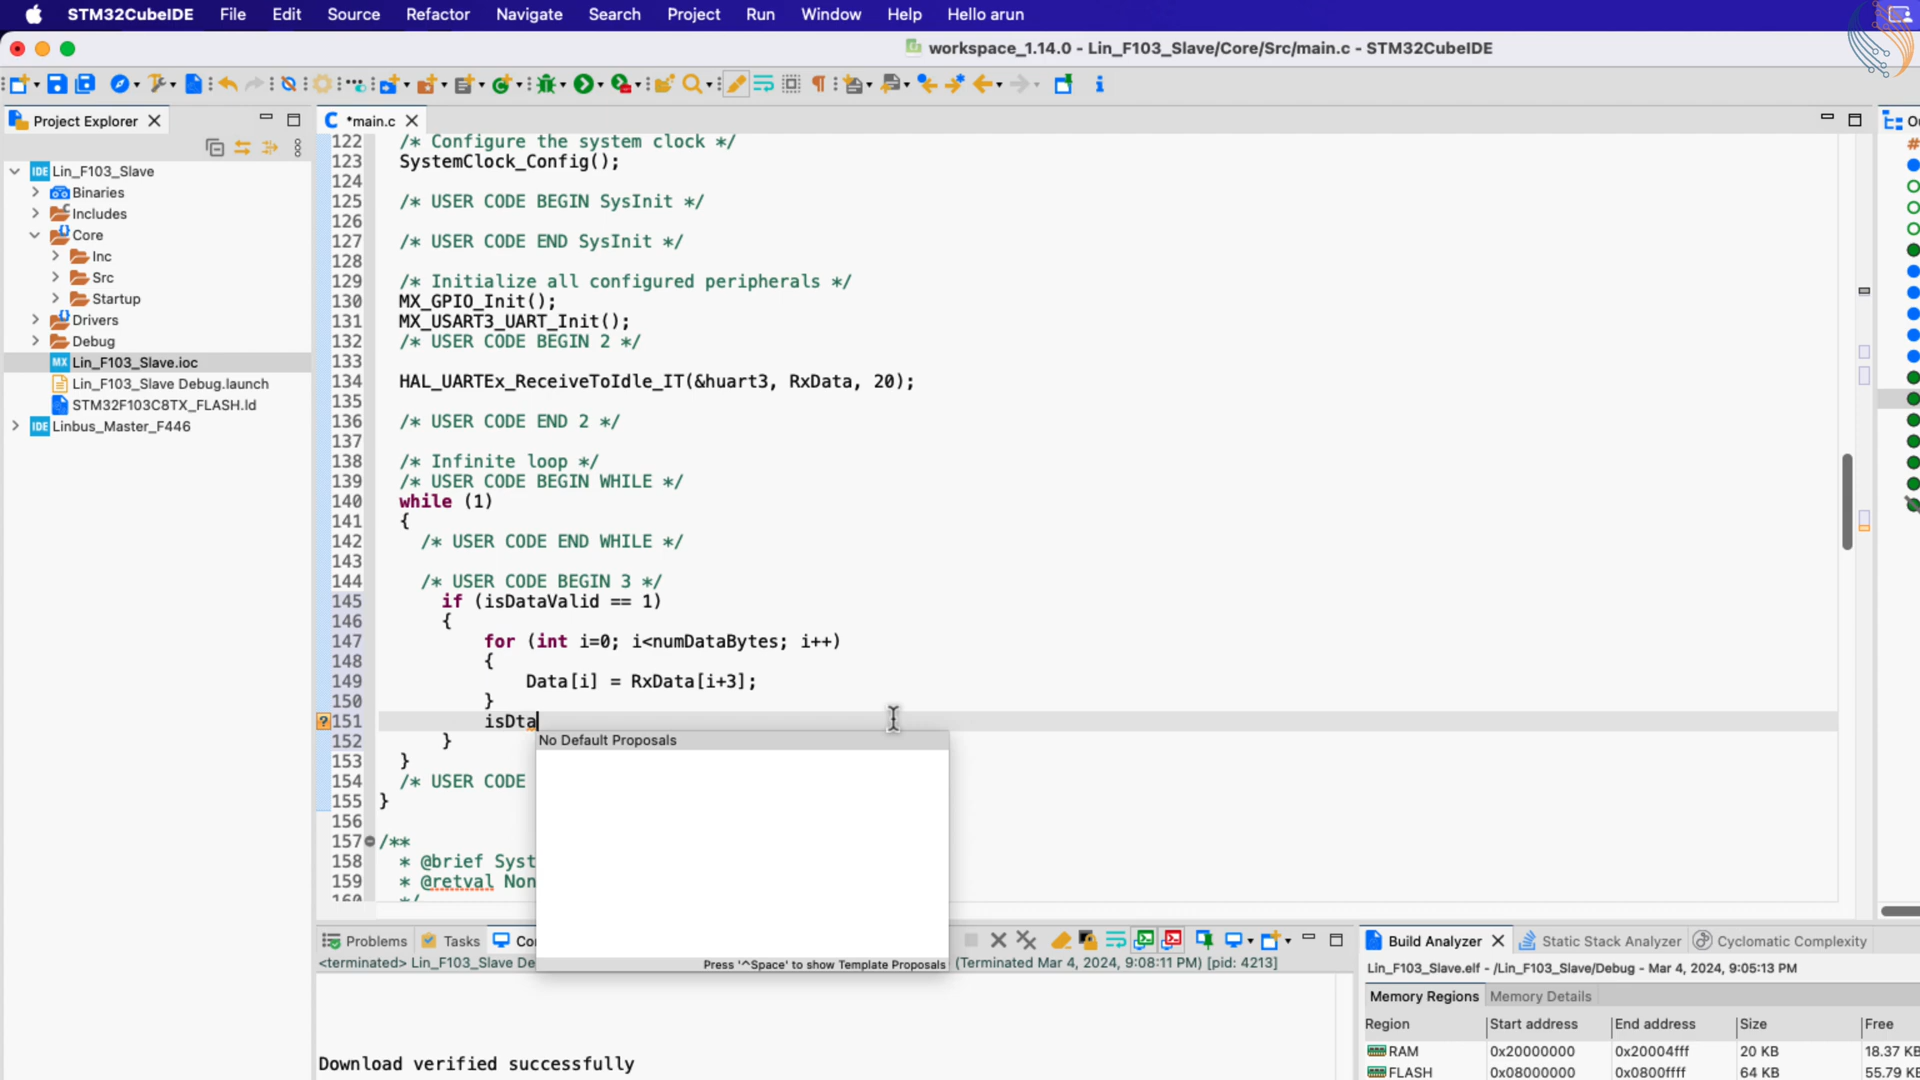 STM32CubeIDE File Edit Source Refactor Navigate Search Project Run Window Help Hello arun
workspace_1.14.0 - Lin_F103_Slave/Core/Src/main.c - STM32CubeIDE
Project Explorer
Lin_F103_Slave
Binaries
Includes
Core
Inc
Src
Startup
Drivers
Debug
Lin_F103_Slave.ioc
Lin_F103_Slave Debug.launch
STM32F103C8TX_FLASH.ld
Linbus_Master_F446
*main.c
122 /* Configure the system clock */
123 SystemClock_Config();
124
125 /* USER CODE BEGIN SysInit */
126
127 /* USER CODE END SysInit */
128
129 /* Initialize all configured peripherals */
130 MX_GPIO_Init();
131 MX_USART3_UART_Init();
132 /* USER CODE BEGIN 2 */
133
134 HAL_UARTEx_ReceiveToIdle_IT(&huart3, RxData, 20);
135
136 /* USER CODE END 2 */
137
138 /* Infinite loop */
139 /* USER CODE BEGIN WHILE */
140 while (1)
141 {
142 /* USER CODE END WHILE */
143
144 /* USER CODE BEGIN 3 */
145 if (isDataValid == 1)
146 {
147 for (int i=0; i<numDataBytes; i++)
148 {
149 Data[i] = RxData[i+3];
150 }
151 isDta
152 }
153 }
154 /* USER CODE
155 }
156
157 /**
158 * @brief Syst
159 * @retval Non
160 */
No Default Proposals
Press '^Space' to show Template Proposals
Problems Tasks Co
<terminated> Lin_F103_Slave De (Terminated Mar 4, 2024, 9:08:11 PM) [pid: 4213]
Download verified successfully
Build Analyzer Static Stack Analyzer Cyclomatic Complexity
Lin_F103_Slave.elf - /Lin_F103_Slave/Debug - Mar 4, 2024, 9:05:13 PM
Memory Regions Memory Details
Region Start address End address Size Free
RAM 0x20000000 0x20004fff 20 KB 18.37 KB
FLASH 0x08000000 0x0800ffff 64 KB 55.79 KB